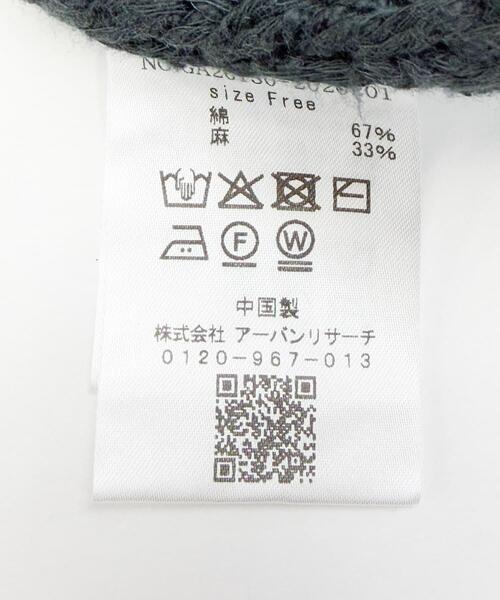 size Free
綿 67%
麻 33%
F W
中国製
株式会社 アーバンリサーチ
0120-967-013